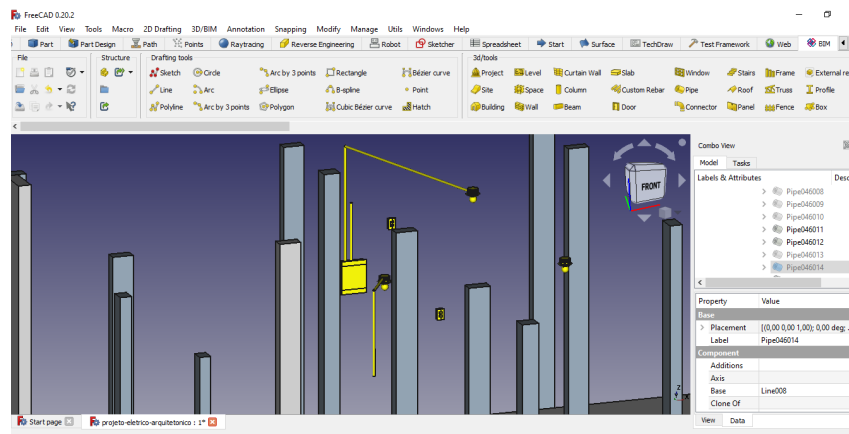 FreeCAD 0.20.2
File Edit View Tools Macro 2D Drafting 3D/BIM Annotation Snapping Modify Manage Utils Windows Help
Part Part Design Path Points Raytracing Reverse Engineering Robot Sketcher Spreadsheet Start Surface TechDraw Test Framework Web BIM
File Structure Drafting tools 3d/tools
Sketch Circle Arc by 3 points Rectangle Bézier curve Project Level Curtain Wall Slab Window Stairs Frame External re
Line Arc Ellipse B-spline Point Site Space Column Custom Rebar Pipe Roof Truss Profile
Polyline Arc by 3 points Polygon Cubic Bézier curve Hatch Building Wall Beam Door Connector Panel Fence Box
Combo View
Model Tasks
Labels & Attributes Desc
Pipe046008
Pipe046009
Pipe046010
Pipe046011
Pipe046012
Pipe046013
Pipe046014
FRONT
Property Value
Base
Placement [(0,00 0,00 1,00); 0,00 deg; ..
Label Pipe046014
Component
Additions
Axis
Base Line008
Clone Of
View Data
z
Start page projeto-eletrico-arquitetonico : 1*